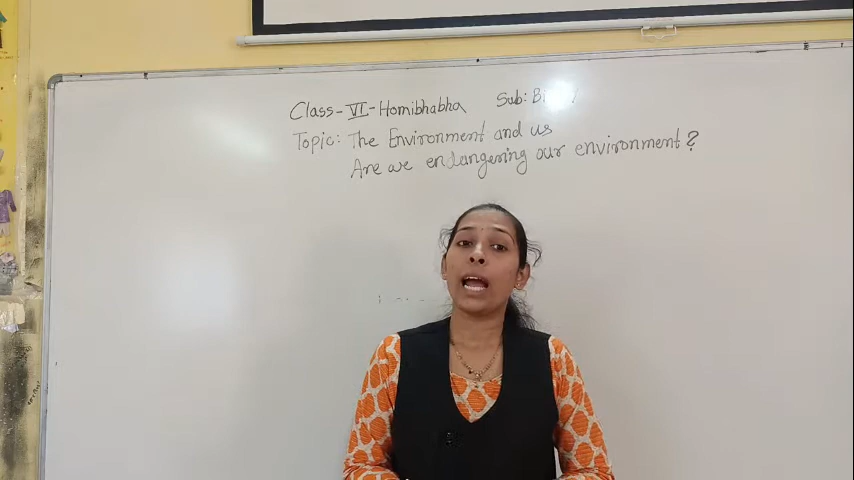 Class-VI-Homibhabha Sub:
Topic: The Environment and us
Are we endangering our environment?